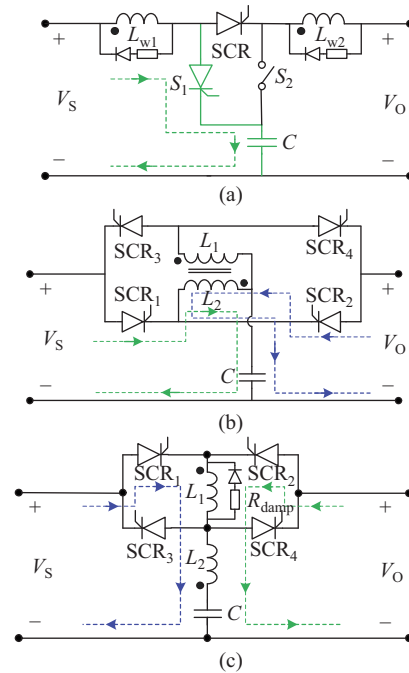 + L_w1 SCR L_w2 +
V_S S_1 S_2 V_O
− C −
(a)
SCR_3 L_1 SCR_4
+ +
SCR_1 L_2 SCR_2
V_S V_O
− C −
(b)
SCR_1 SCR_2
+ L_1 R_damp +
SCR_3 SCR_4
V_S L_2 V_O
− C −
(c)